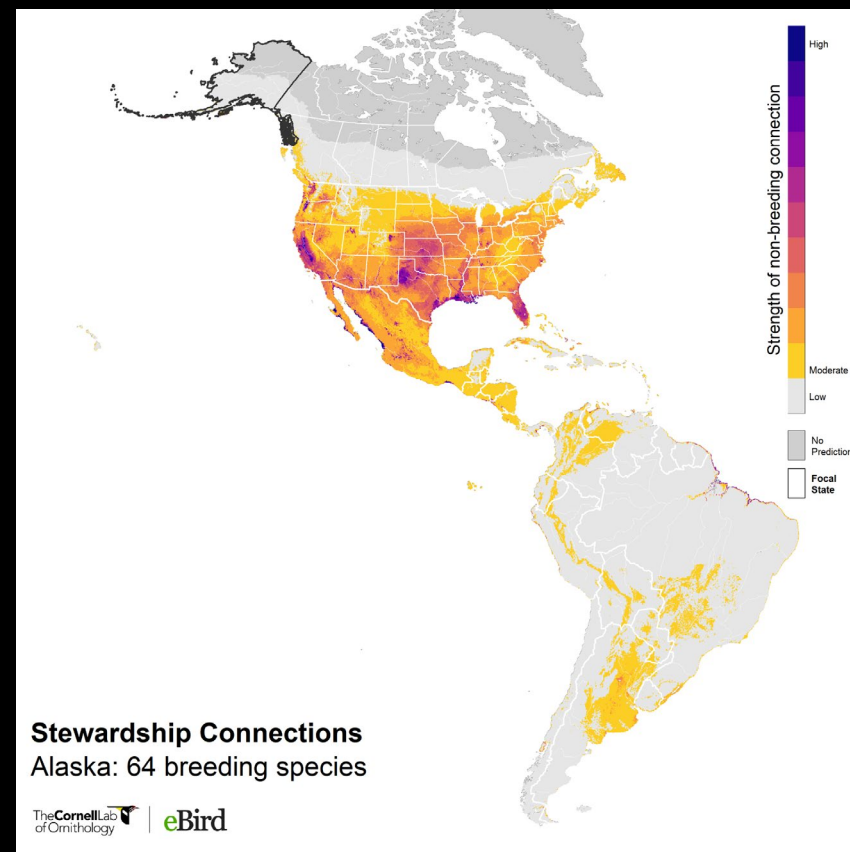 High
Strength of non-breeding connection
Moderate
Low
No
Prediction
Focal
State
Stewardship Connections
Alaska: 64 breeding species
TheCornellLab
of Ornithology
eBird